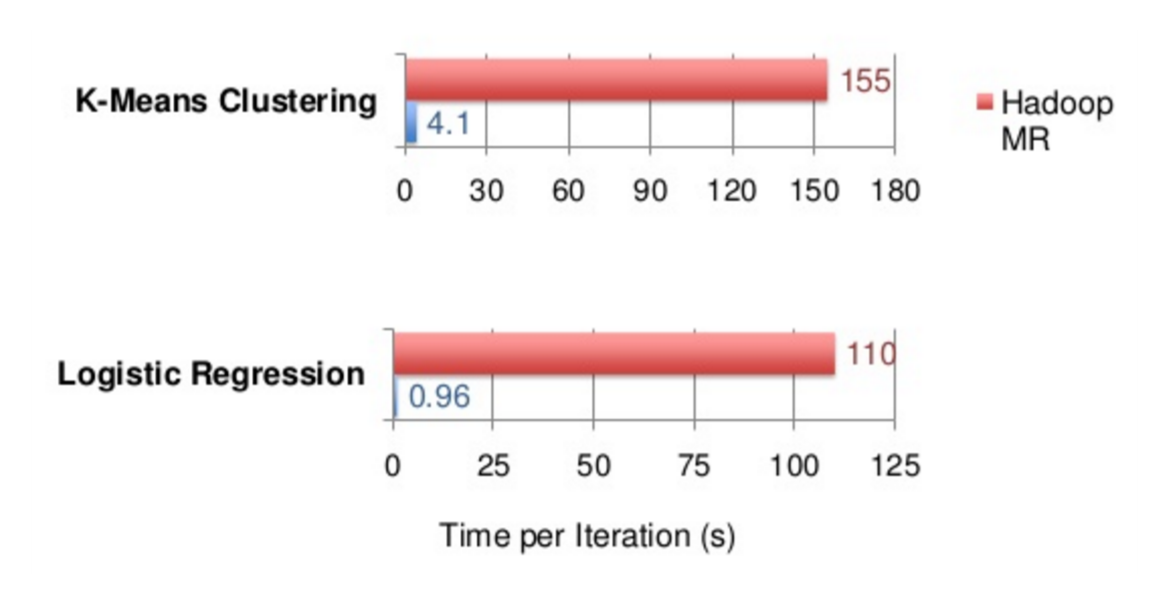 K-Means Clustering
155
4.1
0 30 60 90 120 150 180
Hadoop
MR
Logistic Regression
110
0.96
0 25 50 75 100 125
Time per Iteration (s)